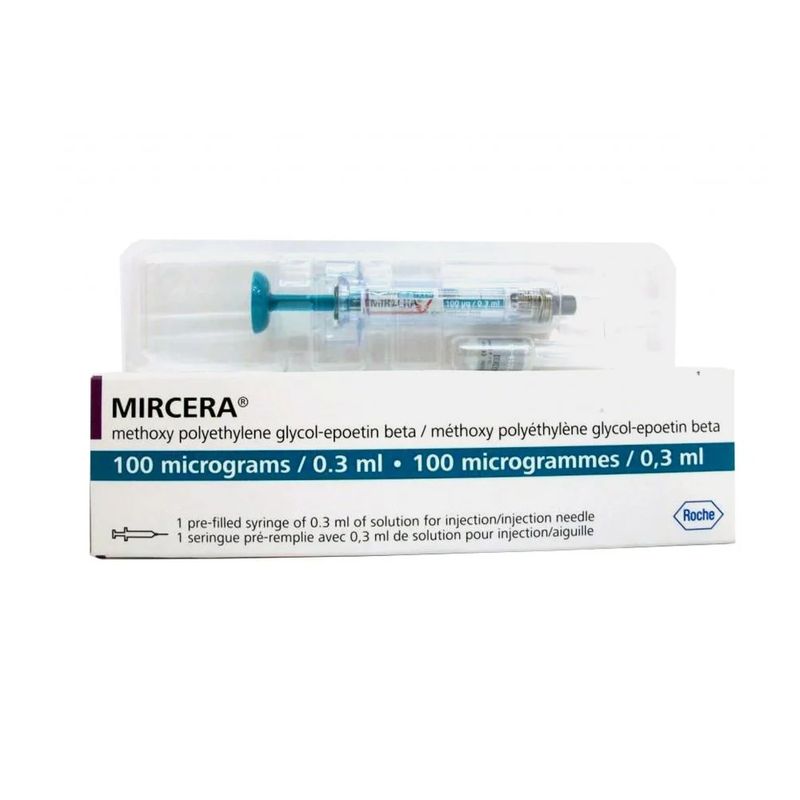 MIRCERA
100 µg / 0.3 ml
MIRCERA®
methoxy polyethylene glycol-epoetin beta / méthoxy polyéthylène glycol-epoetin beta
100 micrograms / 0.3 ml • 100 microgrammes / 0,3 ml
1 pre-filled syringe of 0.3 ml of solution for injection/injection needle
1 seringue pré-remplie avec 0,3 ml de solution pour injection/aiguille
Roche